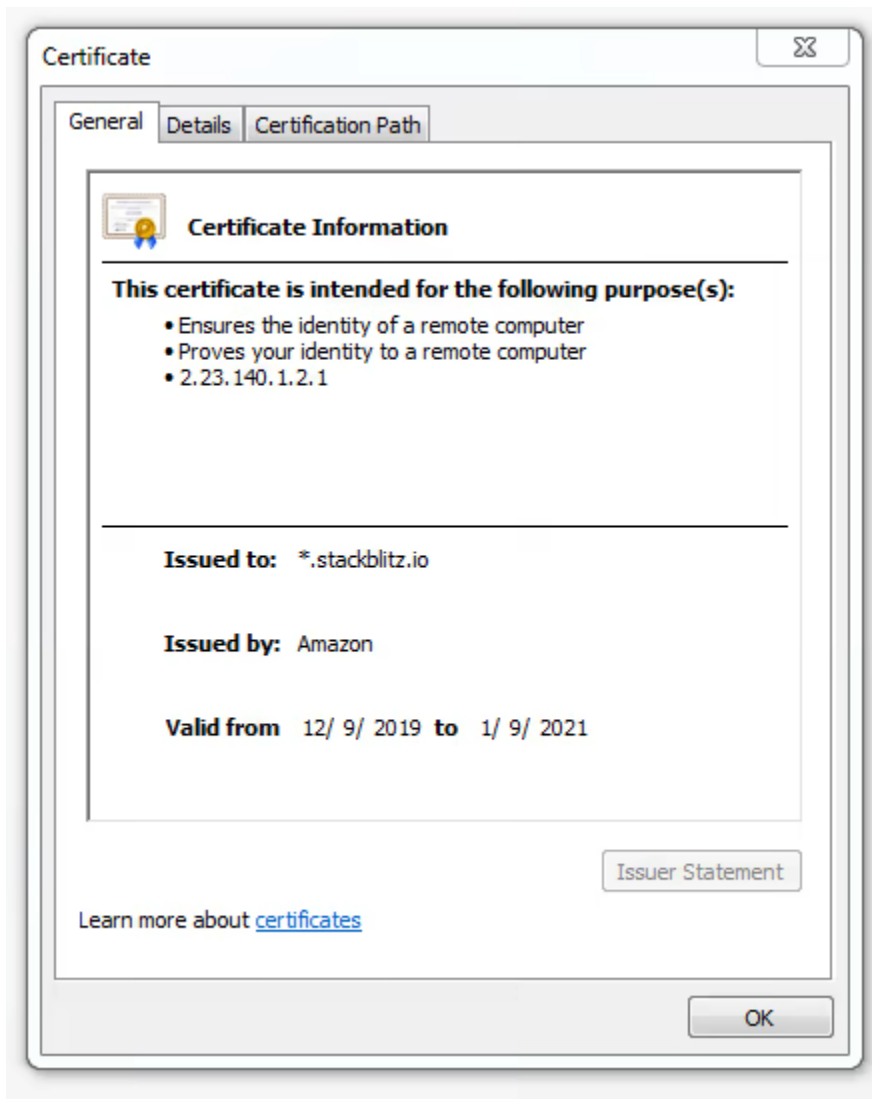 Certificate
General Details Certification Path
Certificate Information
This certificate is intended for the following purpose(s):
• Ensures the identity of a remote computer
• Proves your identity to a remote computer
• 2.23.140.1.2.1
Issued to: *.stackblitz.io
Issued by: Amazon
Valid from 12/ 9/ 2019 to 1/ 9/ 2021
Issuer Statement
Learn more about certificates
OK